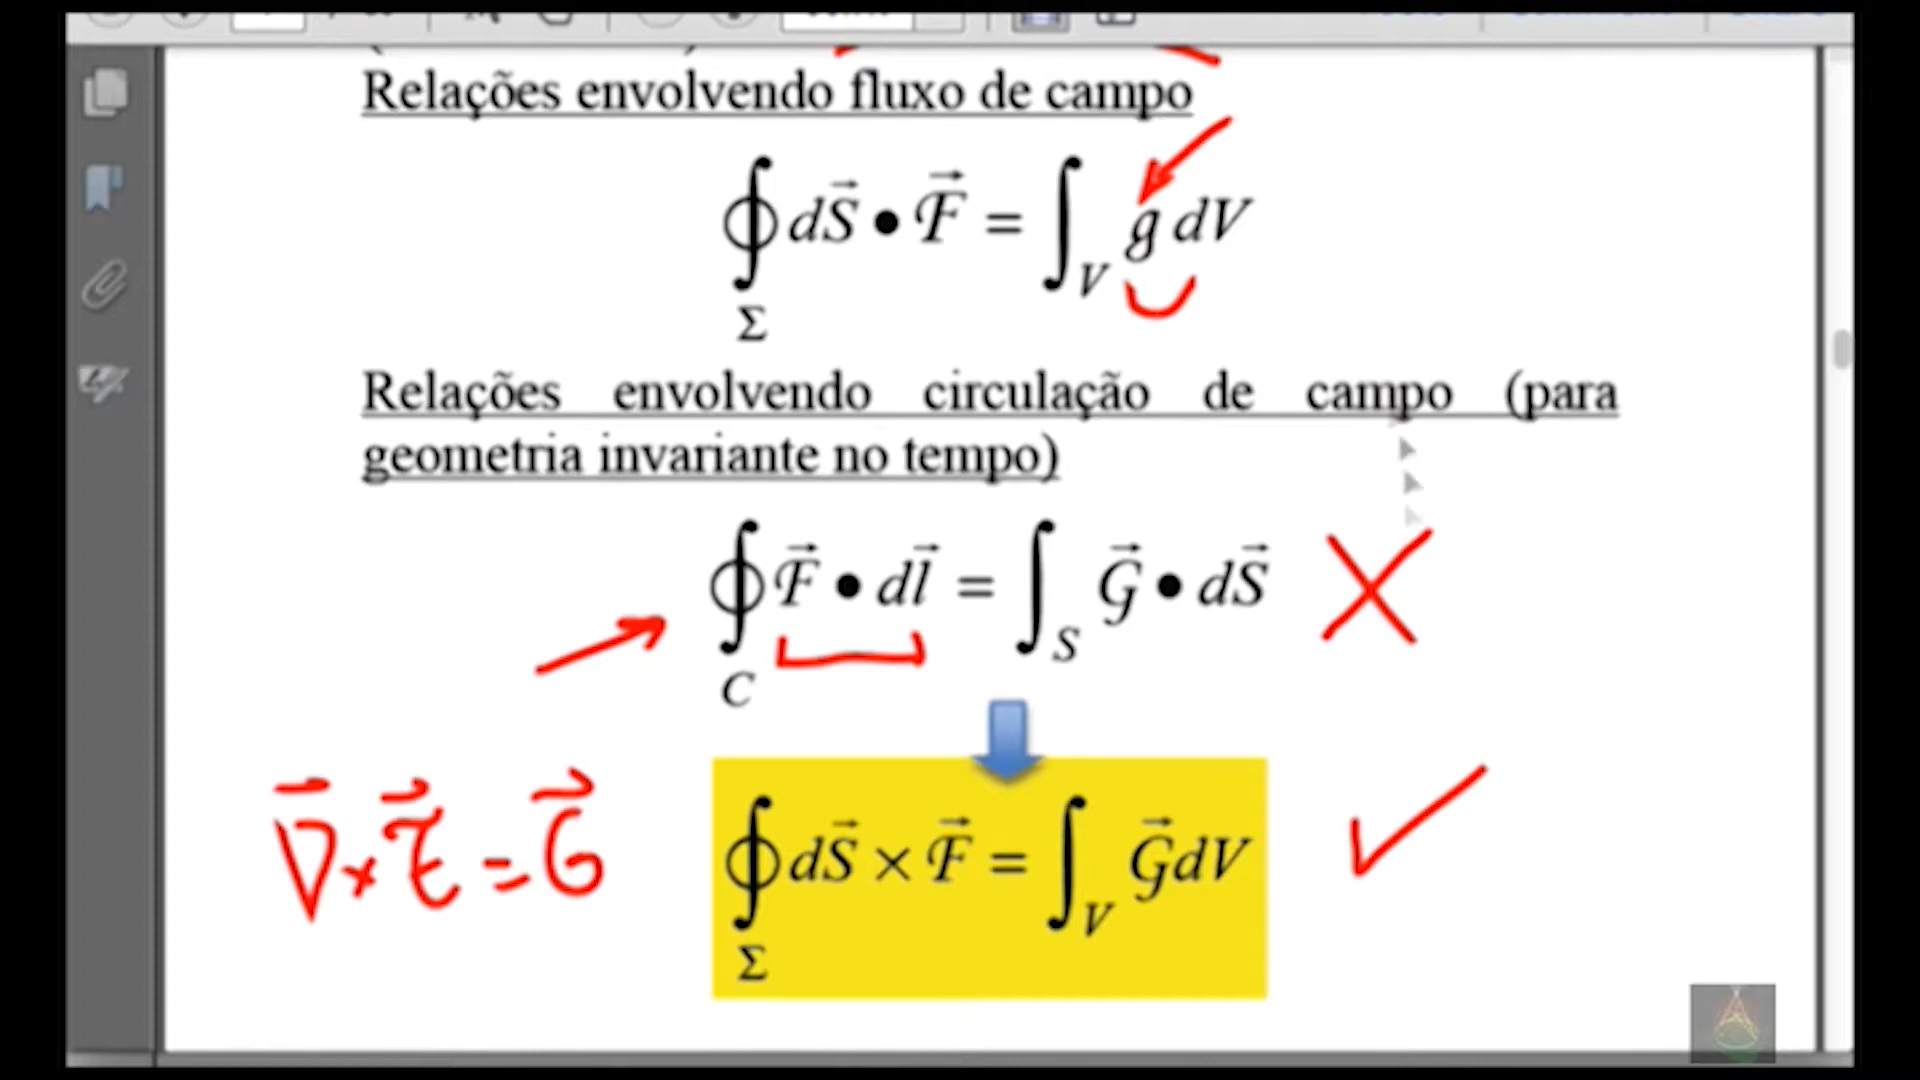 Relações envolvendo fluxo de campo
∮_Σ dS⃗ • F⃗ = ∫_V g dV
Relações envolvendo circulação de campo (para
geometria invariante no tempo)
∮_C F⃗ • dl⃗ = ∫_S G⃗ • dS⃗
∇⃗ × F⃗ = G⃗
∮_Σ dS⃗ × F⃗ = ∫_V G⃗ dV